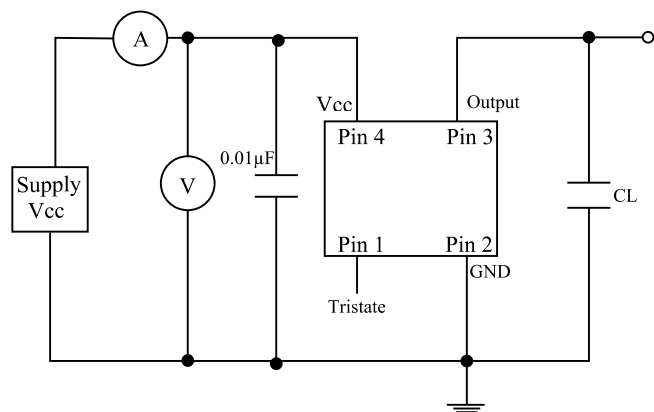 A
Vcc
Output
Pin 4
Pin 3
0.01µF
Supply
Vcc
V
CL
Pin 1
Pin 2
GND
Tristate